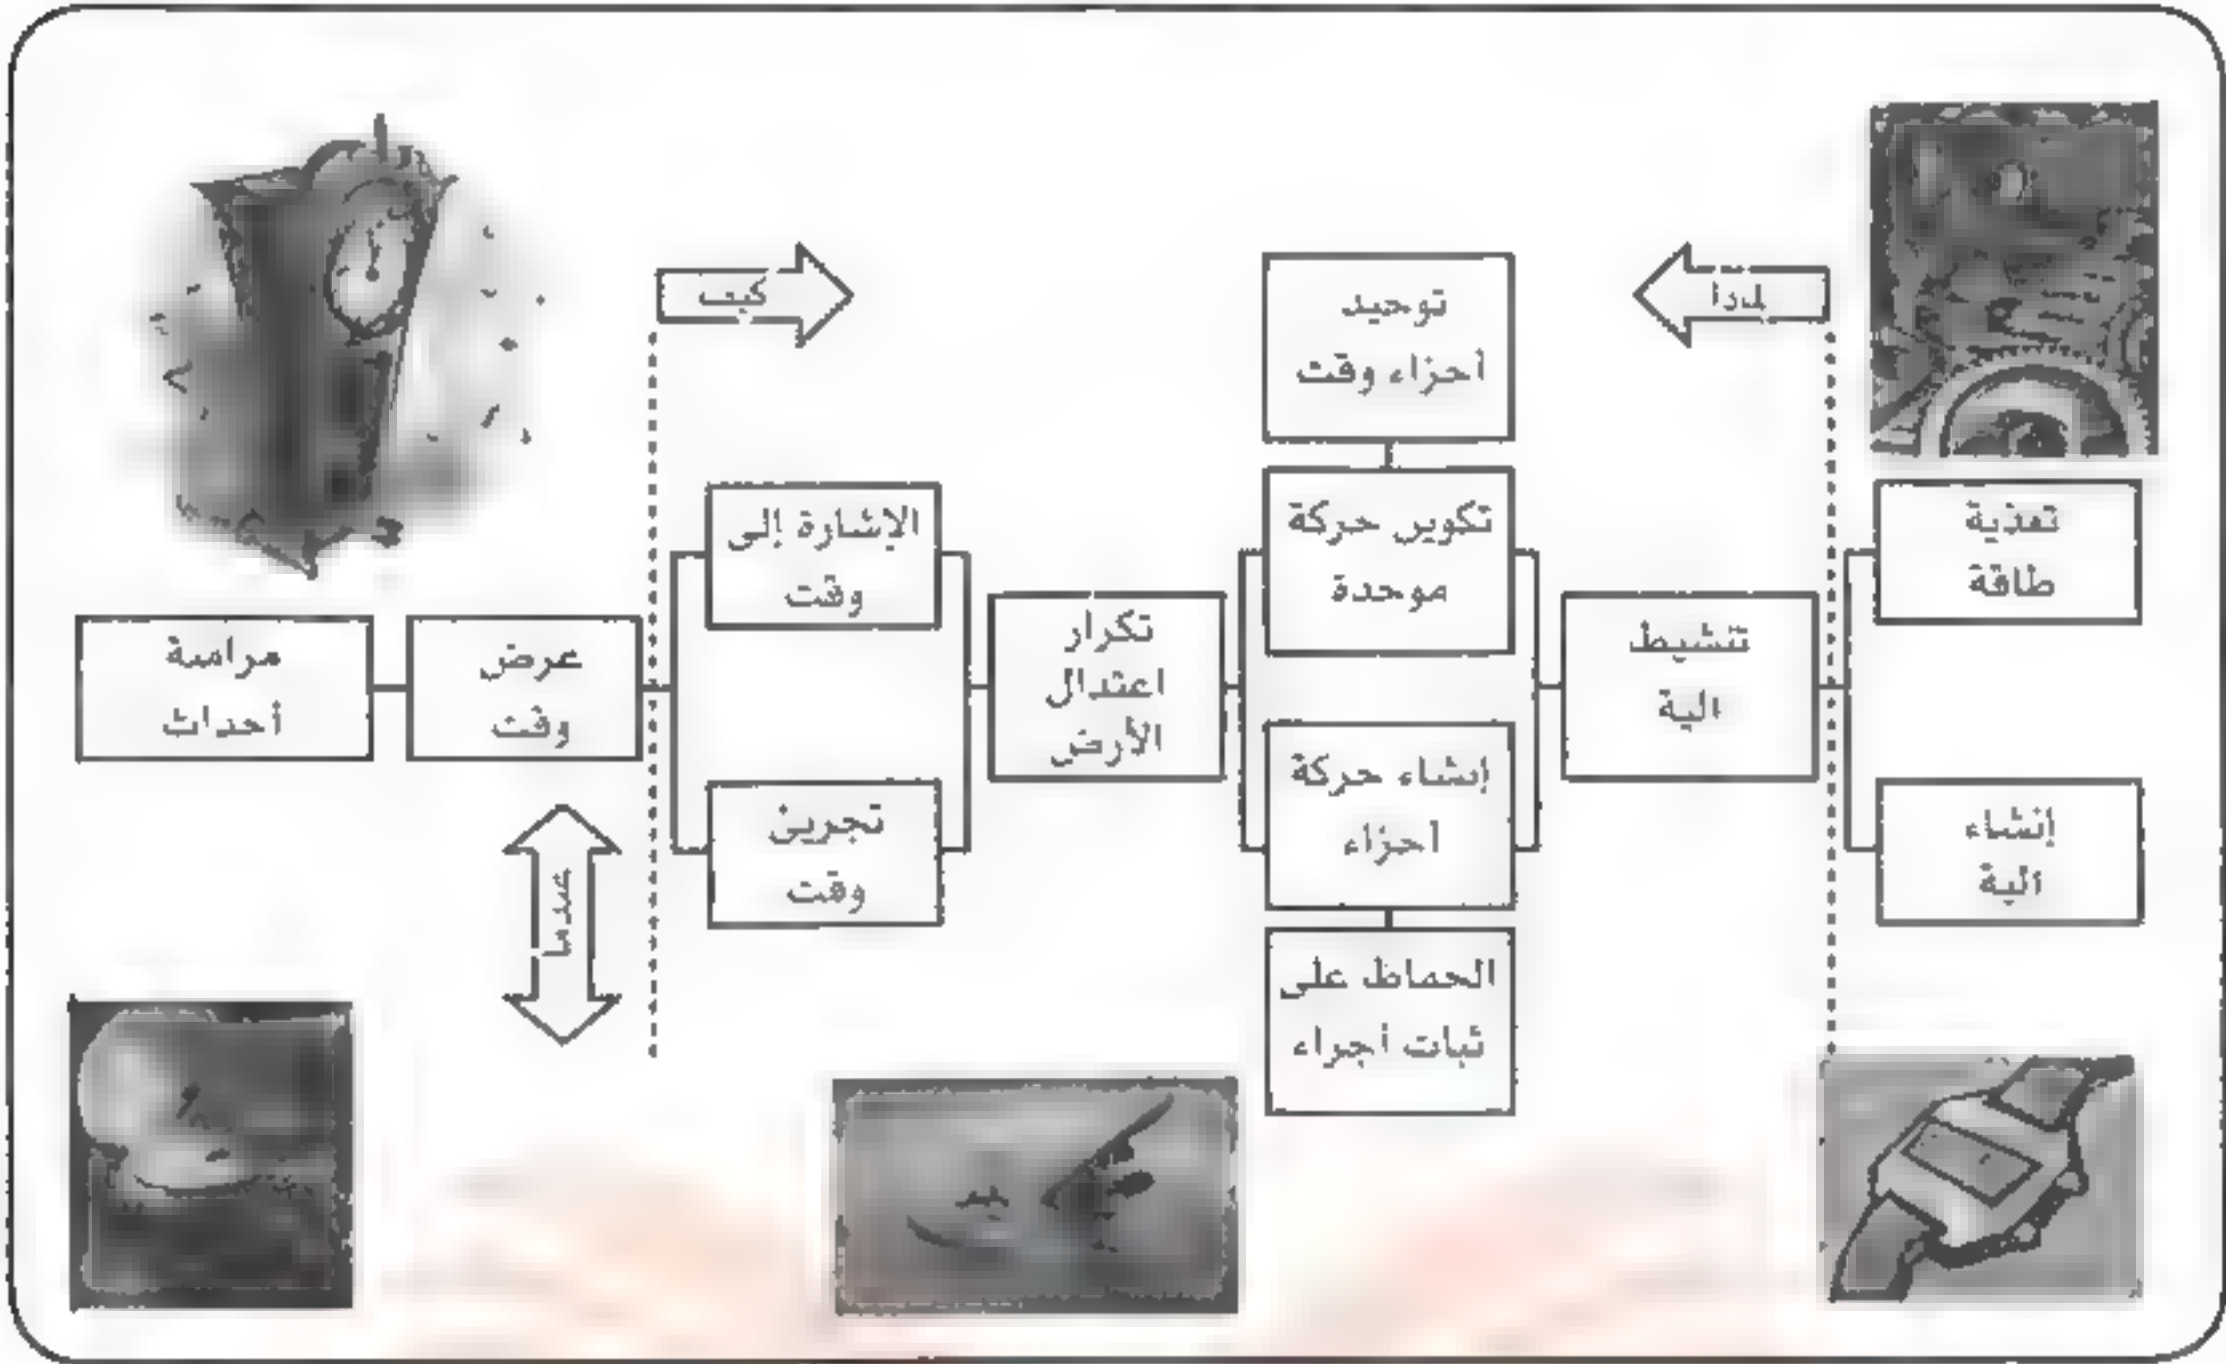 كيف
لماذا
عندما
توحيد
أجزاء وقت
الإشارة إلى
وقت
تكوين حركة
موحدة
تغذية
طاقة
مراقبة
أحداث
عرض
وقت
تكرار
اعتدال
الأرض
تنشيط
آلية
تجزيئ
وقت
إنشاء حركة
أجزاء
إنشاء
آلية
الحفاظ على
ثبات أجزاء